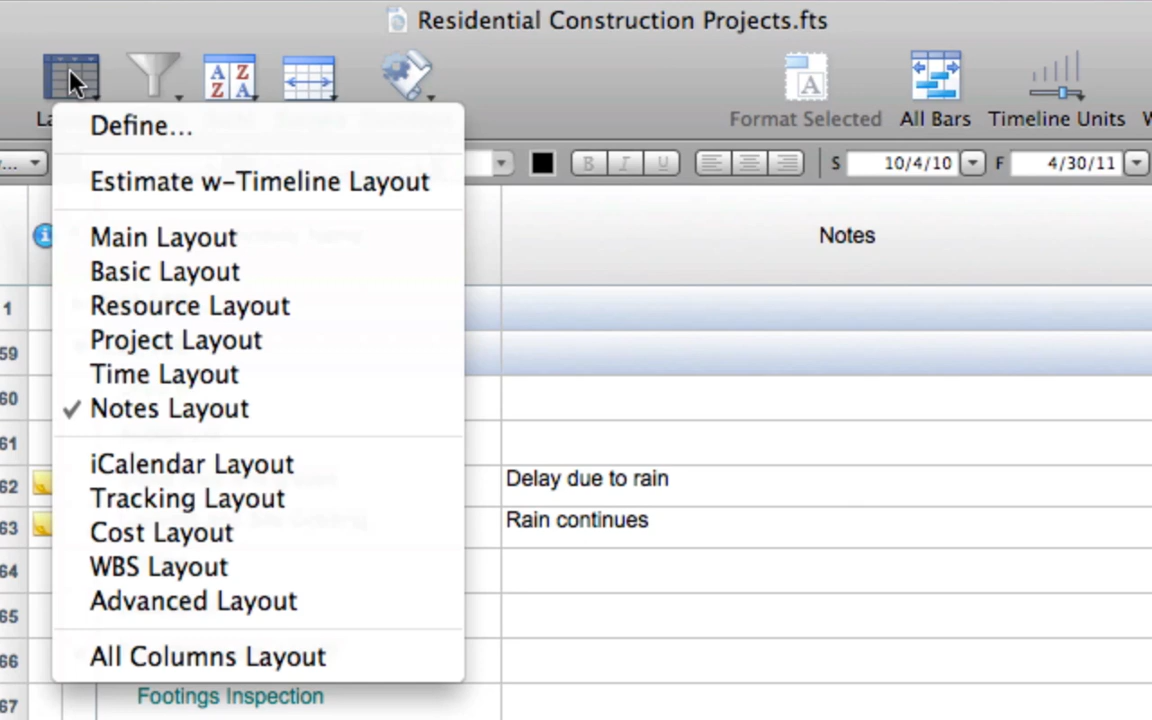 Residential Construction Projects.fts
Format Selected
All Bars
Timeline Units
B I U
S 10/4/10 F 4/30/11
Define...
Estimate w-Timeline Layout
Main Layout
Basic Layout
Resource Layout
Project Layout
Time Layout
✓ Notes Layout
iCalendar Layout
Tracking Layout
Cost Layout
WBS Layout
Advanced Layout
All Columns Layout
Notes
1
59
60
61
62 Delay due to rain
63 Rain continues
64
65
66
67 Footings Inspection